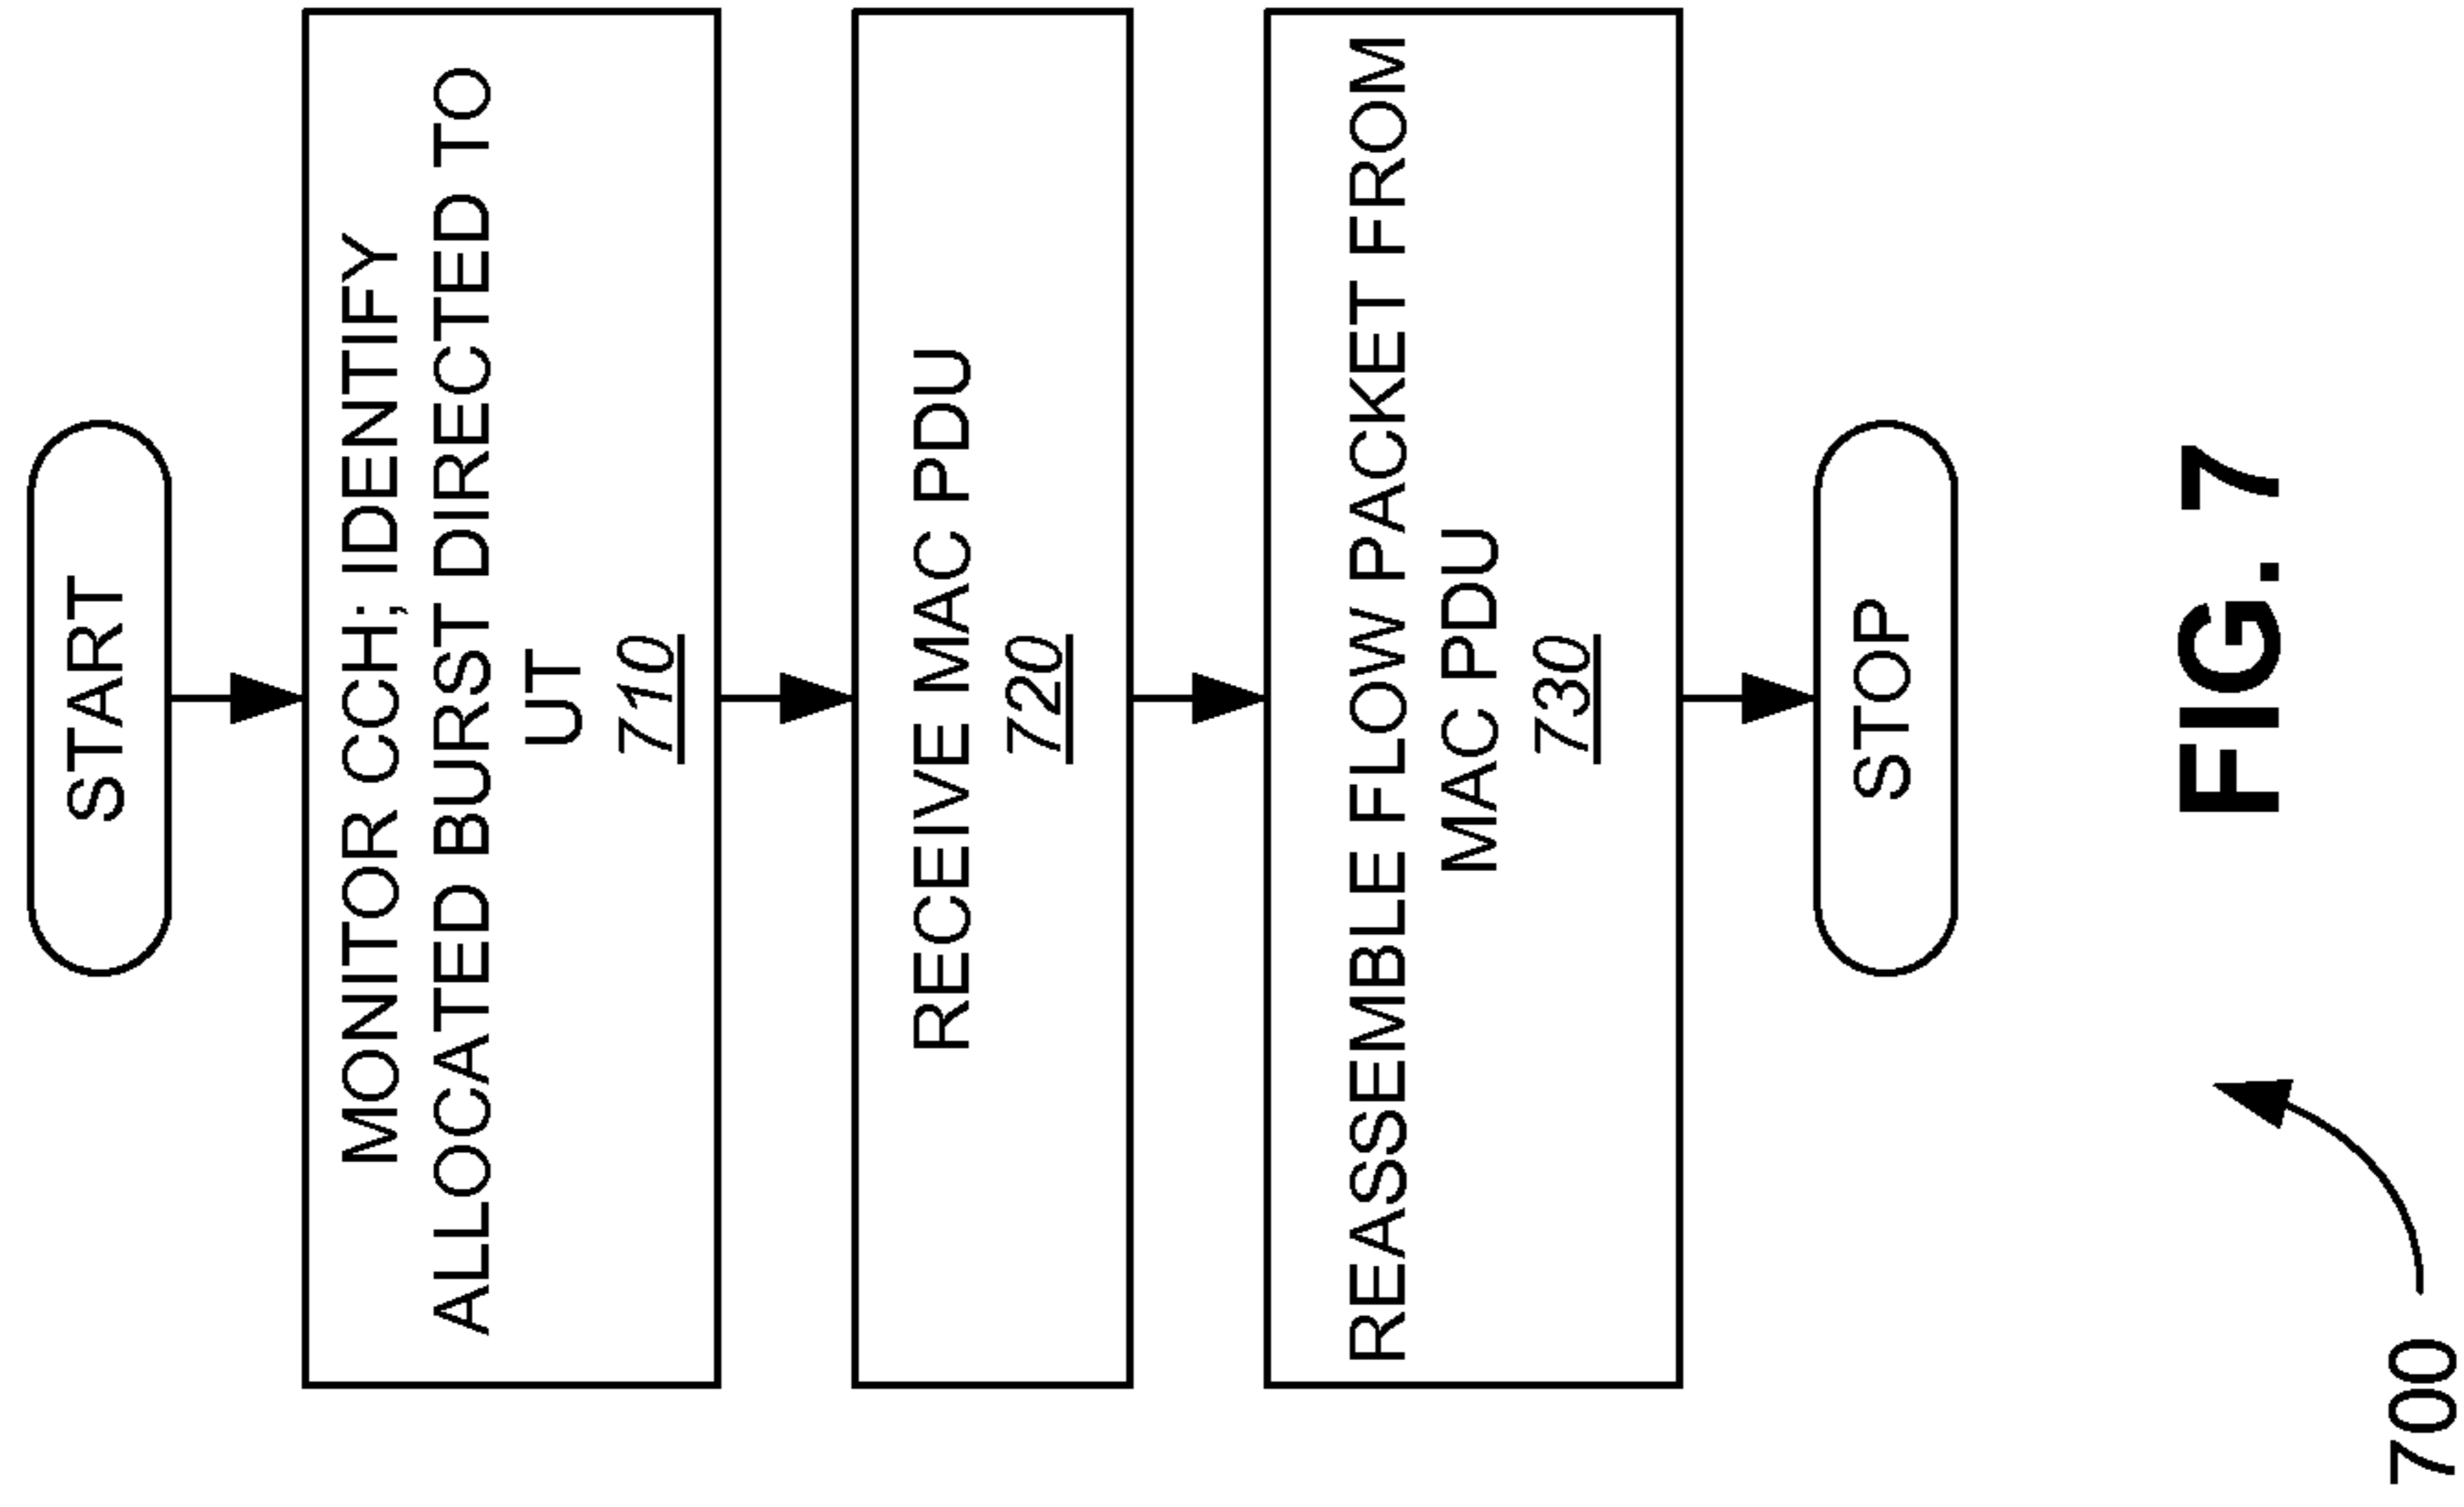 START
MONITOR CCH; IDENTIFY
ALLOCATED BURST DIRECTED TO
UT
710
RECEIVE MAC PDU
720
REASSEMBLE FLOW PACKET FROM
MAC PDU
730
STOP
FIG. 7
700